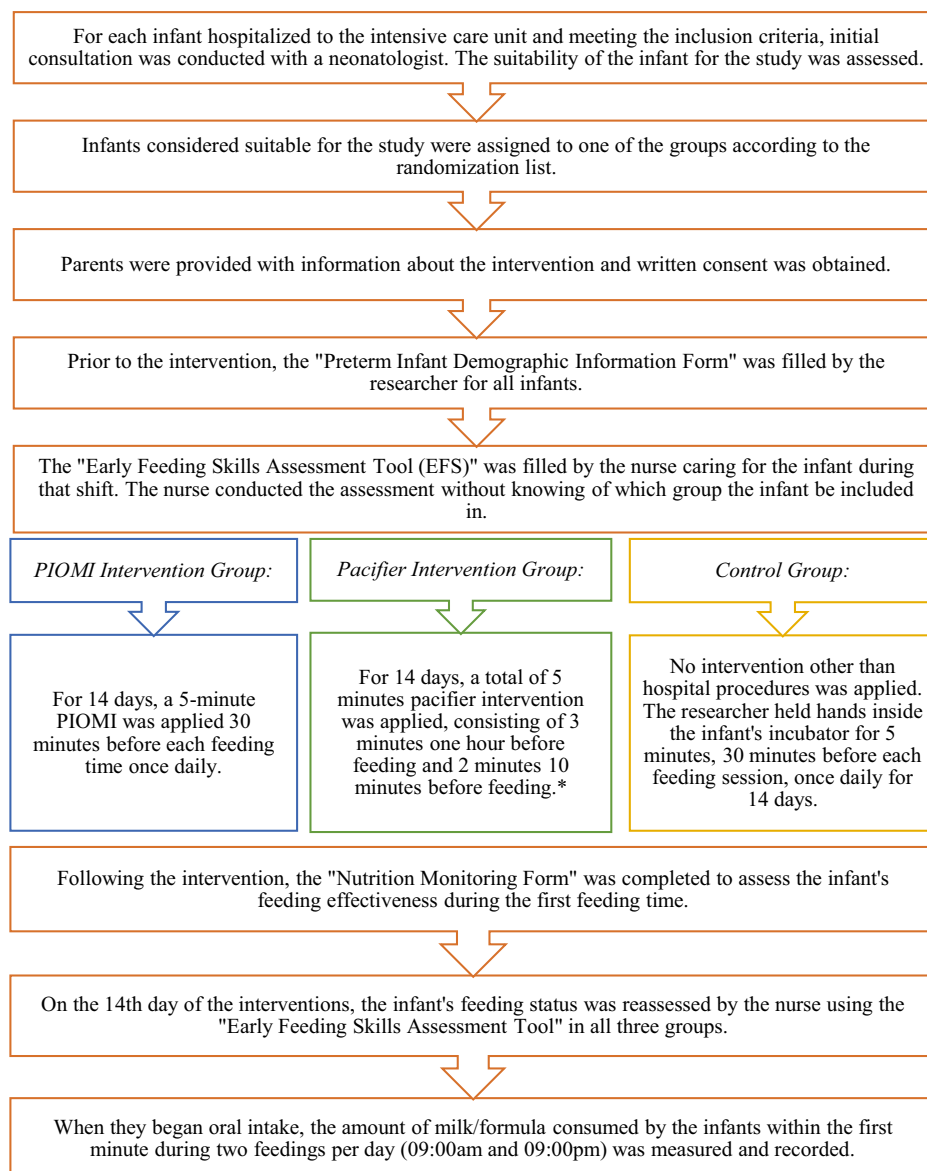 For each infant hospitalized to the intensive care unit and meeting the inclusion criteria, initial
consultation was conducted with a neonatologist. The suitability of the infant for the study was assessed.
Infants considered suitable for the study were assigned to one of the groups according to the
randomization list.
Parents were provided with information about the intervention and written consent was obtained.
Prior to the intervention, the "Preterm Infant Demographic Information Form" was filled by the
researcher for all infants.
The "Early Feeding Skills Assessment Tool (EFS)" was filled by the nurse caring for the infant during
that shift. The nurse conducted the assessment without knowing of which group the infant be included
in.
PIOMI Intervention Group:
For 14 days, a 5-minute
PIOMI was applied 30
minutes before each feeding
time once daily.
Pacifier Intervention Group:
For 14 days, a total of 5
minutes pacifier intervention
was applied, consisting of 3
minutes one hour before
feeding and 2 minutes 10
minutes before feeding.*
Control Group:
No intervention other than
hospital procedures was applied.
The researcher held hands inside
the infant's incubator for 5
minutes, 30 minutes before each
feeding session, once daily for
14 days.
Following the intervention, the "Nutrition Monitoring Form" was completed to assess the infant's
feeding effectiveness during the first feeding time.
On the 14th day of the interventions, the infant's feeding status was reassessed by the nurse using the
"Early Feeding Skills Assessment Tool" in all three groups.
When they began oral intake, the amount of milk/formula consumed by the infants within the first
minute during two feedings per day (09:00am and 09:00pm) was measured and recorded.